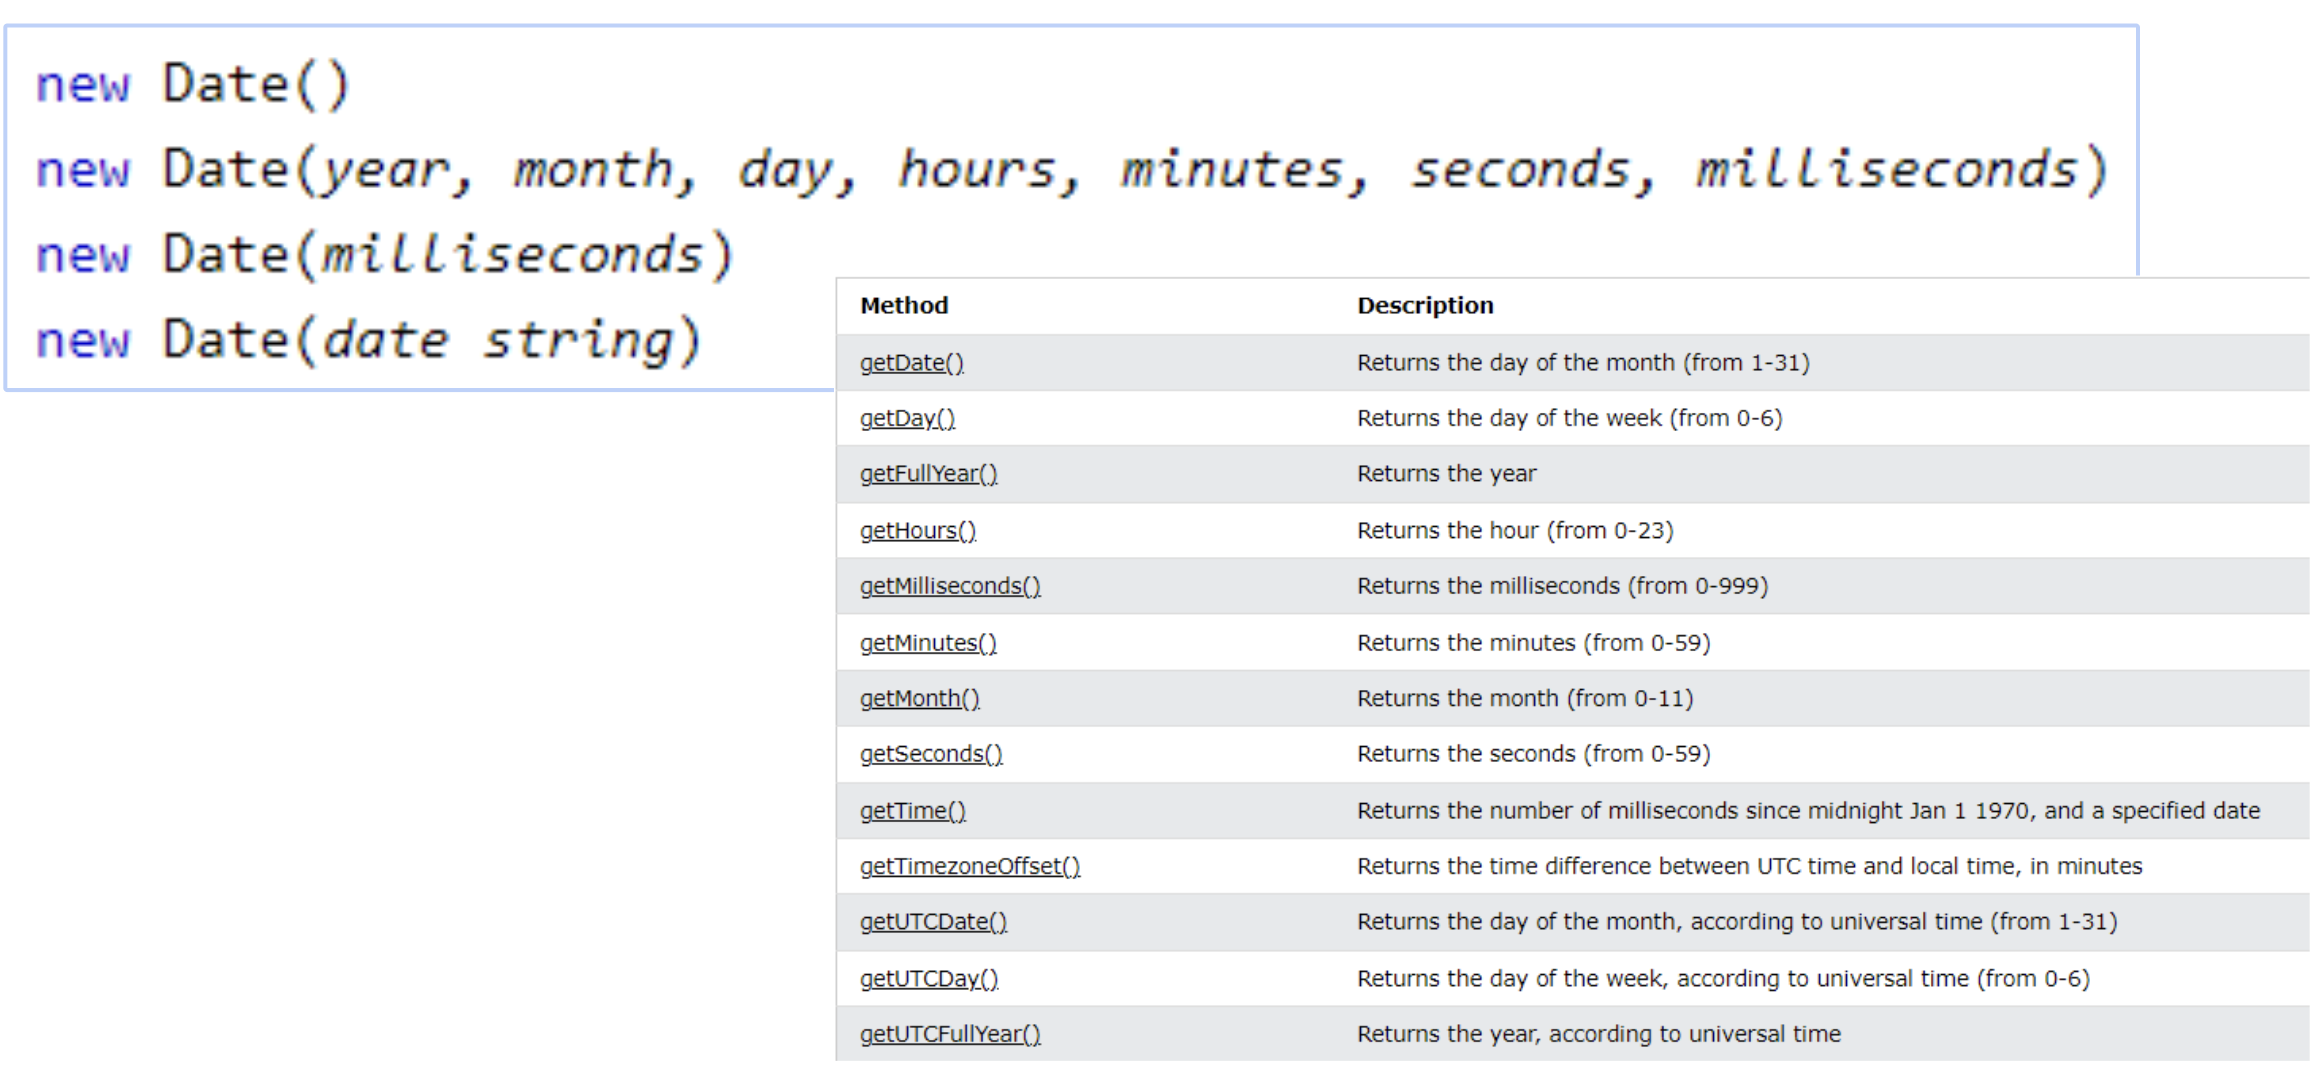 new Date()
new Date(year, month, day, hours, minutes, seconds, milliseconds)
new Date(milliseconds)
new Date(date string)
Method Description
getDate() Returns the day of the month (from 1-31)
getDay() Returns the day of the week (from 0-6)
getFullYear() Returns the year
getHours() Returns the hour (from 0-23)
getMilliseconds() Returns the milliseconds (from 0-999)
getMinutes() Returns the minutes (from 0-59)
getMonth() Returns the month (from 0-11)
getSeconds() Returns the seconds (from 0-59)
getTime() Returns the number of milliseconds since midnight Jan 1 1970, and a specified date
getTimezoneOffset() Returns the time difference between UTC time and local time, in minutes
getUTCDate() Returns the day of the month, according to universal time (from 1-31)
getUTCDay() Returns the day of the week, according to universal time (from 0-6)
getUTCFullYear() Returns the year, according to universal time